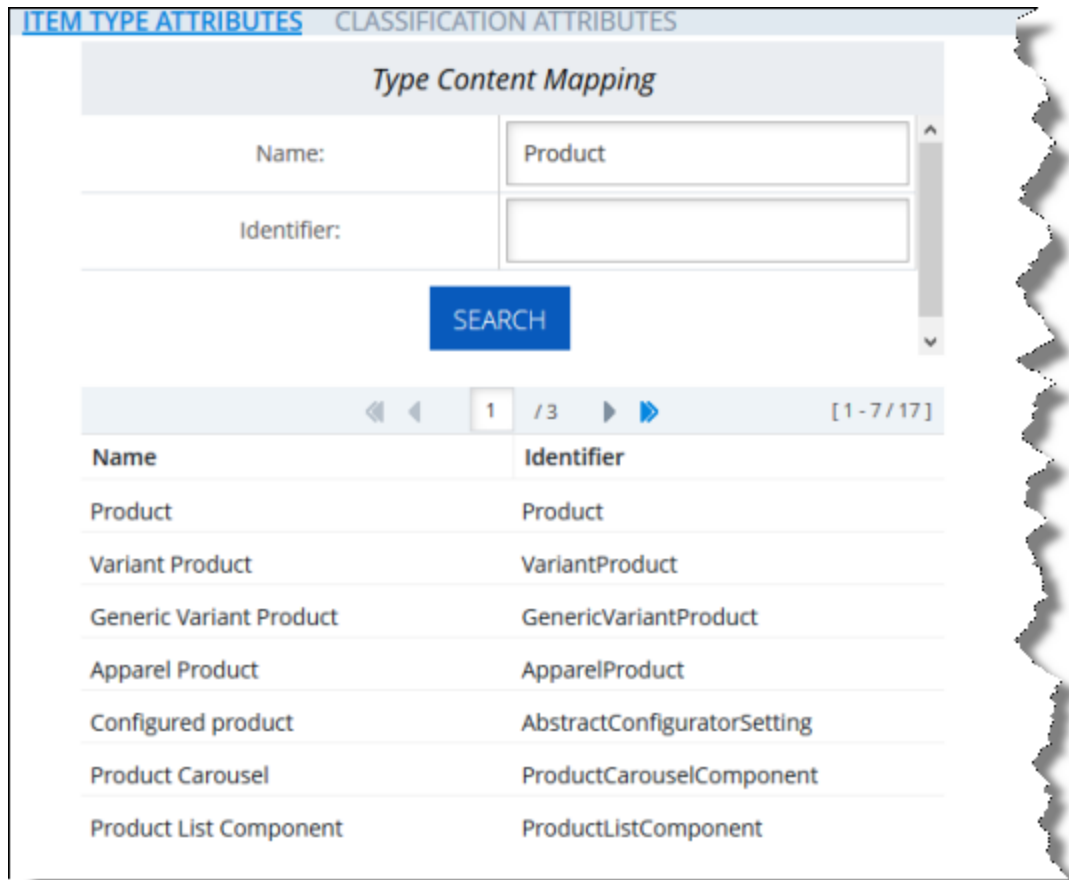 ITEM TYPE ATTRIBUTES CLASSIFICATION ATTRIBUTES
Type Content Mapping
Name: Product
Identifier:
SEARCH
1 / 3 [ 1 - 7 / 17 ]
Name Identifier
Product Product
Variant Product VariantProduct
Generic Variant Product GenericVariantProduct
Apparel Product ApparelProduct
Configured product AbstractConfiguratorSetting
Product Carousel ProductCarouselComponent
Product List Component ProductListComponent